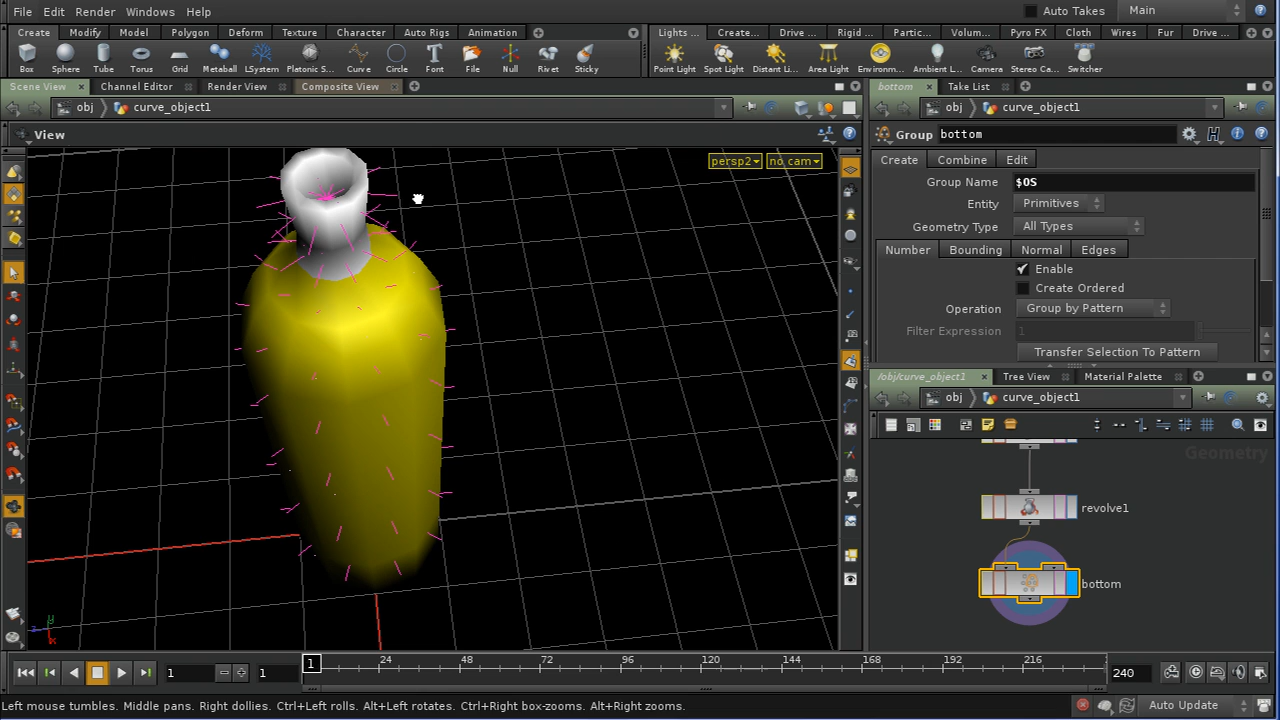 File Edit Render Windows Help Auto Takes Main
Create Modify Model Polygon Deform Texture Character Auto Rigs Animation Lights ... Create... Drive ... Rigid ... Partic... Volum... Pyro FX Cloth Wires Fur Drive ...
Box Sphere Tube Torus Grid Metaball LSystem Platonic S... Curve Circle Font File Null Rivet Sticky Point Light Spot Light Distant Li... Area Light Environm... Ambient L... Camera Stereo Ca... Switcher
Scene View Channel Editor Render View Composite View bottom Take List
obj curve_object1 obj curve_object1
View Group bottom
persp2 no cam Create Combine Edit
Group Name $OS
Entity Primitives
Geometry Type All Types
Number Bounding Normal Edges
Enable
Create Ordered
Operation Group by Pattern
Filter Expression 1
Transfer Selection To Pattern
/obj/curve_object1 Tree View Material Palette
obj curve_object1
Geometry
revolve1
bottom
y
z x
1 1 1 24 48 72 96 120 144 168 192 216 240
Left mouse tumbles. Middle pans. Right dollies. Ctrl+Left rolls. Alt+Left rotates. Ctrl+Right box-zooms. Alt+Right zooms. Auto Update